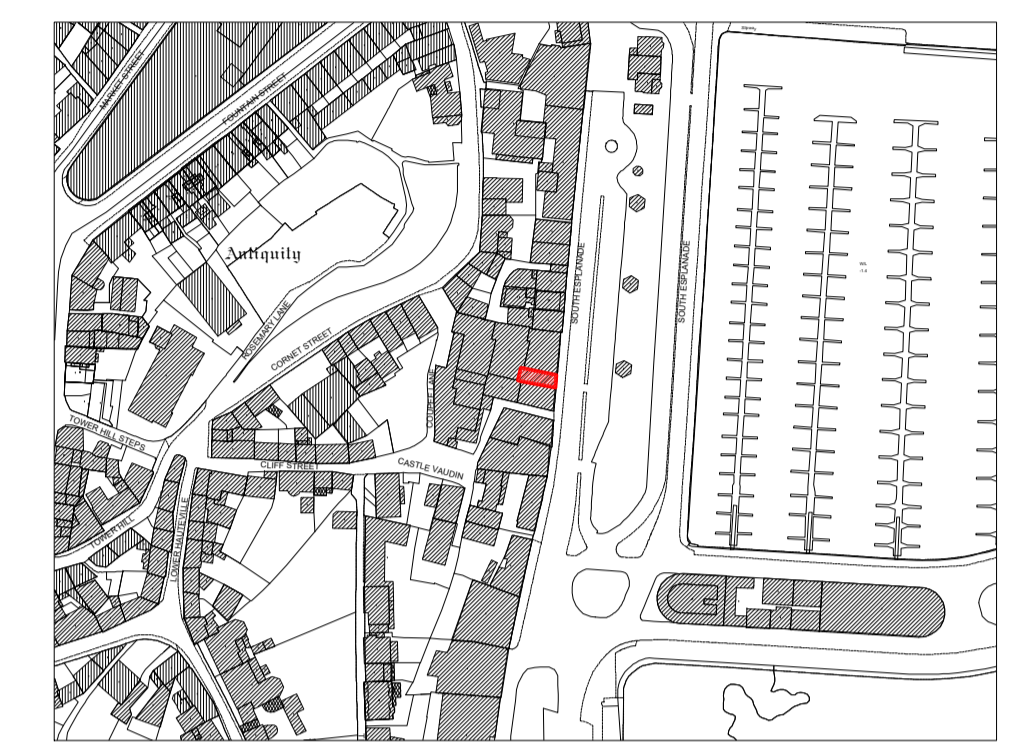 MARKET STREET
FOUNTAIN STREET
Antiquity
ROSEMARY LANE
CORNET STREET
COUPEE LANE
SOUTH ESPLANADE
SOUTH ESPLANADE
TOWER HILL STEPS
CLIFF STREET
CASTLE VAUDIN
TOWER HILL
LOWER HAUTEVILLE